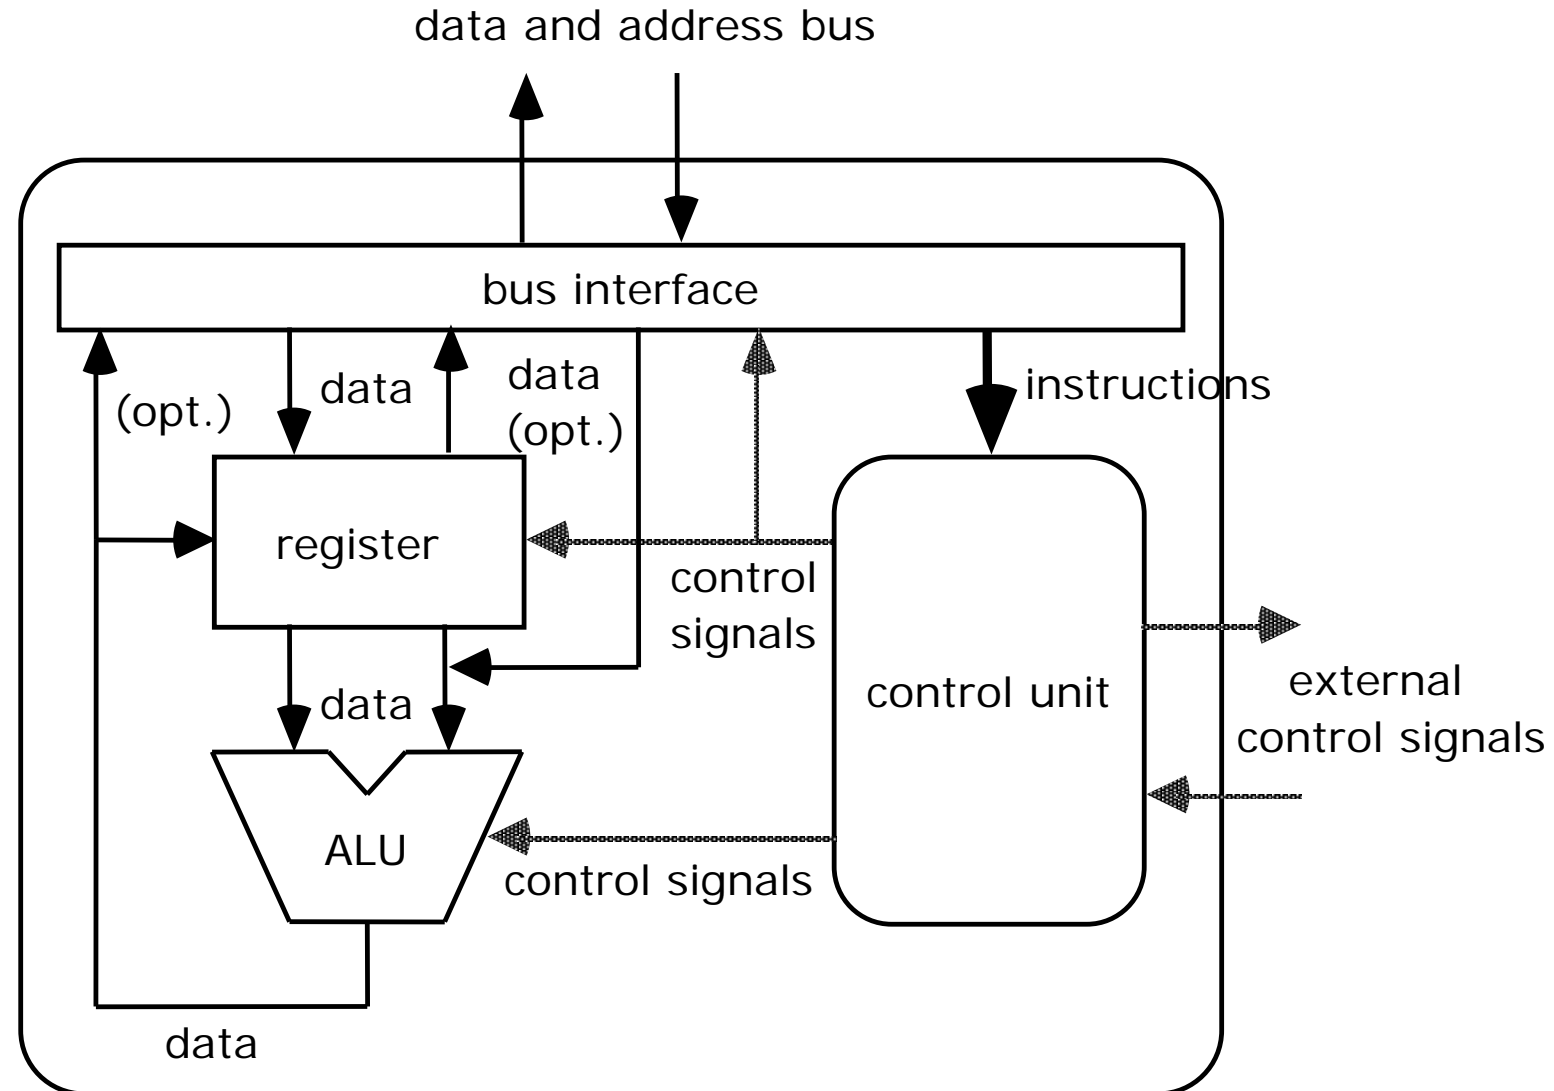 data and address bus
bus interface
(opt.)
data
data
(opt.)
instructions
register
control
signals
data
control unit
external
control signals
ALU
control signals
data